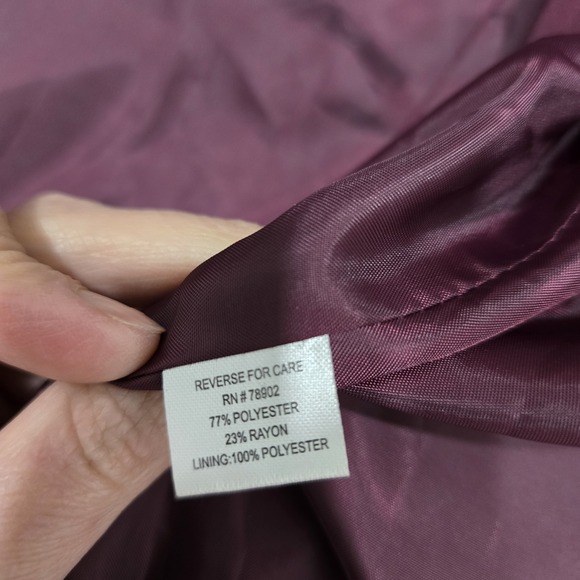 REVERSE FOR CARE
RN # 78902
77% POLYESTER
23% RAYON
LINING:100% POLYESTER